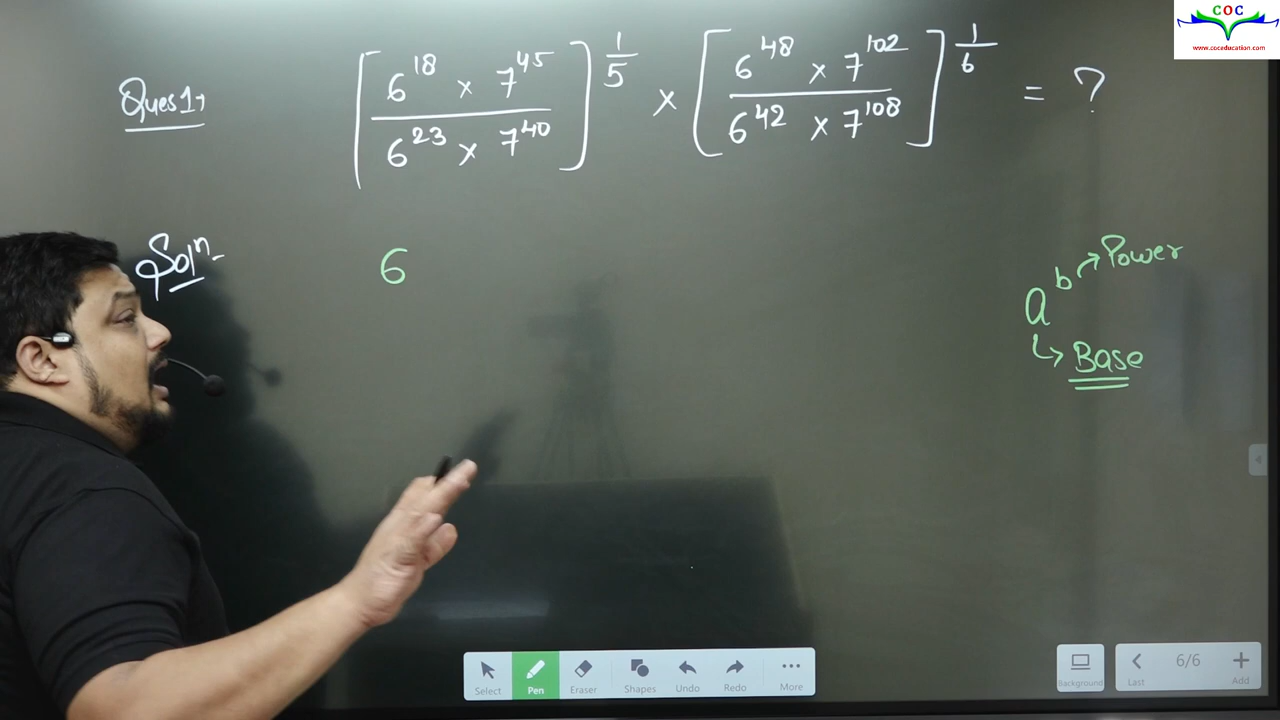 COC
www.coceducation.com
Ques1, [ (6^18 × 7^45) / (6^23 × 7^40) ]^(1/5) × [ (6^48 × 7^102) / (6^42 × 7^108) ]^(1/6) = ?
Solⁿ- 6
a^b → Power
↳ Base
Select Pen Eraser Shapes Undo Redo More
Background Last 6/6 Add